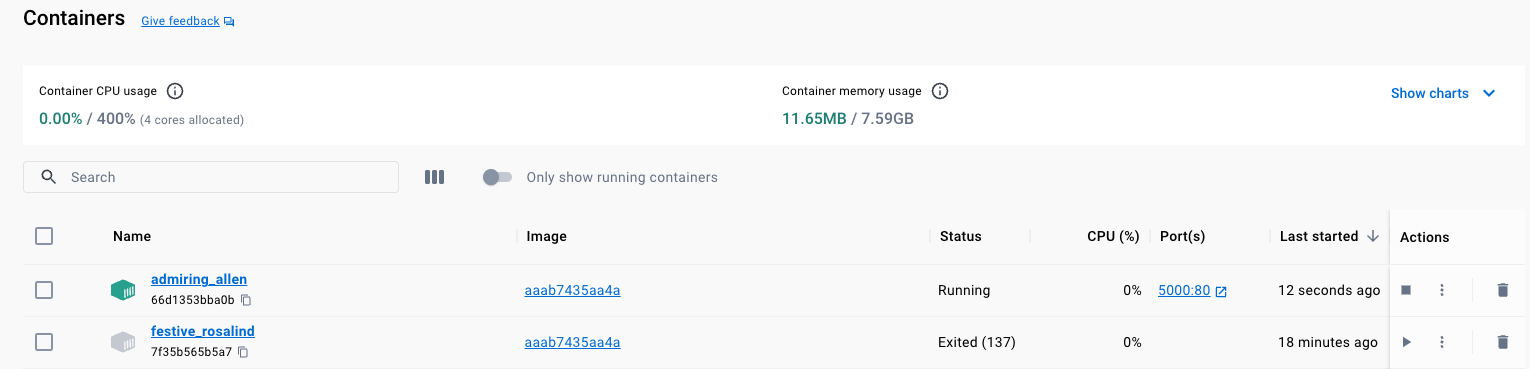 Containers Give feedback
Container CPU usage Container memory usage
Show charts
0.00% / 400% (4 cores allocated) 11.65MB / 7.59GB
Search Only show running containers
Name Image Status CPU (%) Port(s) Last started Actions
admiring_allen
66d1353bba0b
aaab7435aa4a Running 0% 5000:80 12 seconds ago
festive_rosalind
7f35b565b5a7
aaab7435aa4a Exited (137) 0% 18 minutes ago